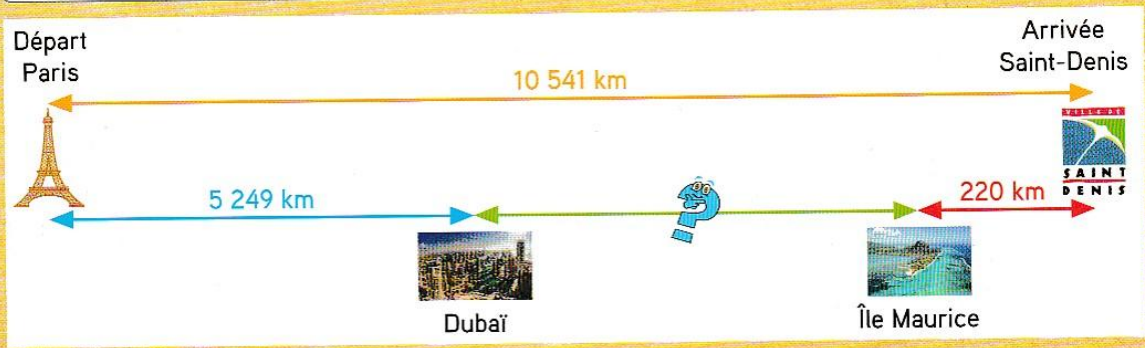 Départ
Paris
Arrivée
Saint-Denis
10 541 km
VILLE DE
SAINT
DENIS
5 249 km
?
220 km
Dubaï
Île Maurice